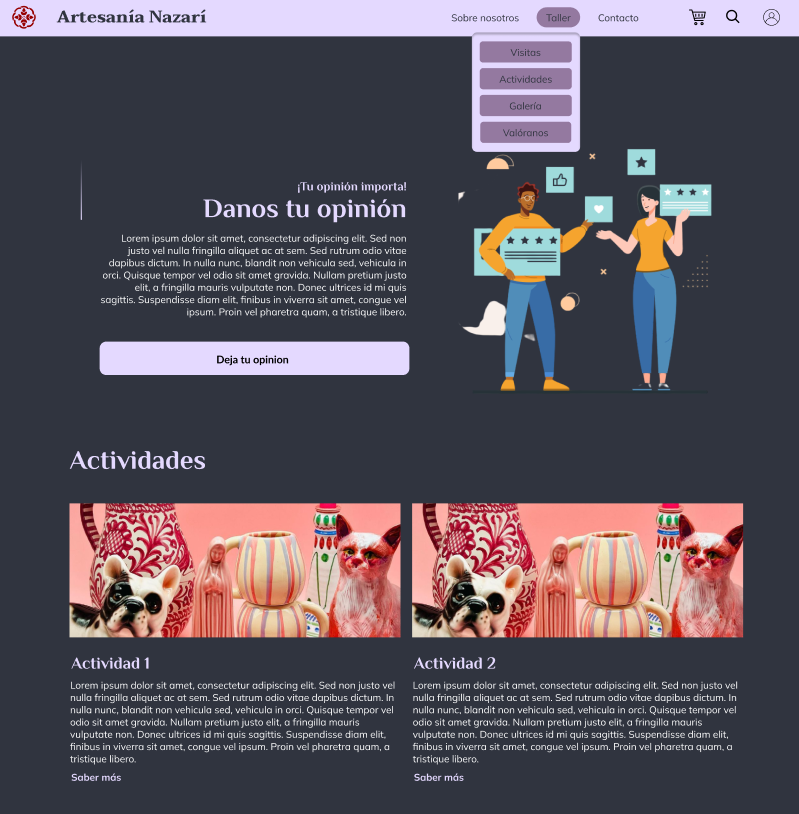 Artesanía Nazarí
Sobre nosotros
Taller
Contacto
Visitas
Actividades
Galería
Valóranos
¡Tu opinión importa!
Danos tu opinión
Lorem ipsum dolor sit amet, consectetur adipiscing elit. Sed non
justo vel nulla fringilla aliquet ac at sem. Sed rutrum odio vitae
dapibus dictum. In nulla nunc, blandit non vehicula sed, vehicula in
orci. Quisque tempor vel odio sit amet gravida. Nullam pretium justo
elit, a fringilla mauris vulputate non. Donec ultrices id mi quis
sagittis. Suspendisse diam elit, finibus in viverra sit amet, congue vel
ipsum. Proin vel pharetra quam, a tristique libero.
Deja tu opinion
Actividades
Actividad 1
Lorem ipsum dolor sit amet, consectetur adipiscing elit. Sed non justo vel
nulla fringilla aliquet ac at sem. Sed rutrum odio vitae dapibus dictum. In
nulla nunc, blandit non vehicula sed, vehicula in orci. Quisque tempor vel
odio sit amet gravida. Nullam pretium justo elit, a fringilla mauris
vulputate non. Donec ultrices id mi quis sagittis. Suspendisse diam elit,
finibus in viverra sit amet, congue vel ipsum. Proin vel pharetra quam, a
tristique libero.
Saber más
Actividad 2
Lorem ipsum dolor sit amet, consectetur adipiscing elit. Sed non justo vel
nulla fringilla aliquet ac at sem. Sed rutrum odio vitae dapibus dictum. In
nulla nunc, blandit non vehicula sed, vehicula in orci. Quisque tempor vel
odio sit amet gravida. Nullam pretium justo elit, a fringilla mauris
vulputate non. Donec ultrices id mi quis sagittis. Suspendisse diam elit,
finibus in viverra sit amet, congue vel ipsum. Proin vel pharetra quam, a
tristique libero.
Saber más